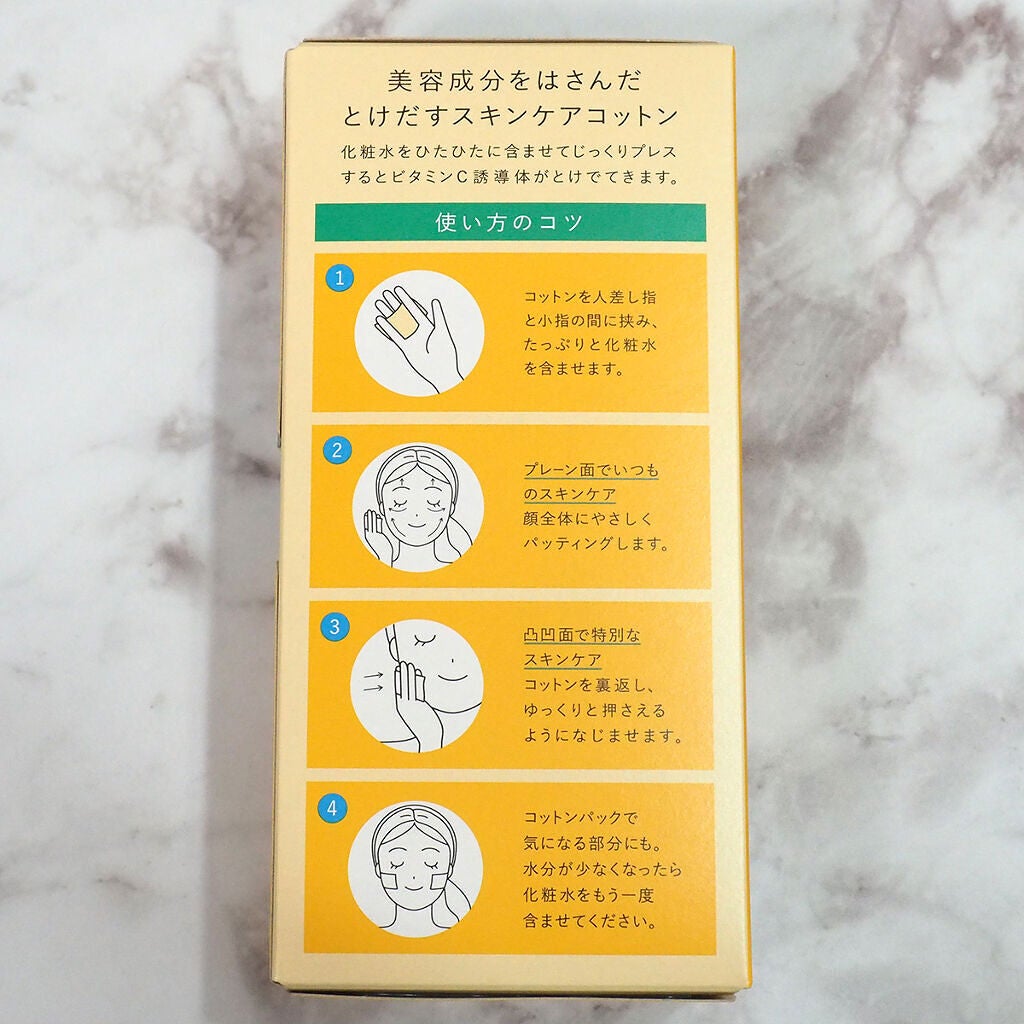 美容成分をはさんだ
とけだすスキンケアコットン
化粧水をひたひたに含ませてじっくりプレス
するとビタミンC誘導体がとけでてきます。
使い方のコツ
1
コットンを人差し指
と小指の間に挟み、
たっぷりと化粧水
を含ませます。
2
プレーン面でいつも
のスキンケア
顔全体にやさしく
パッティングします。
3
凸凹面で特別な
スキンケア
コットンを裏返し、
ゆっくりと押さえる
ようになじませます。
4
コットンパックで
気になる部分にも。
水分が少なくなったら
化粧水をもう一度
含ませてください。